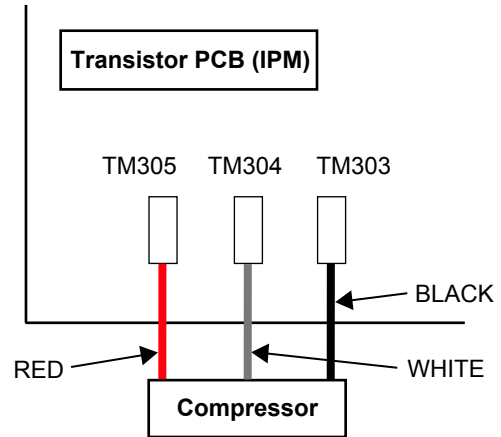 Transistor PCB (IPM)
TM305 TM304 TM303
BLACK
RED
WHITE
Compressor